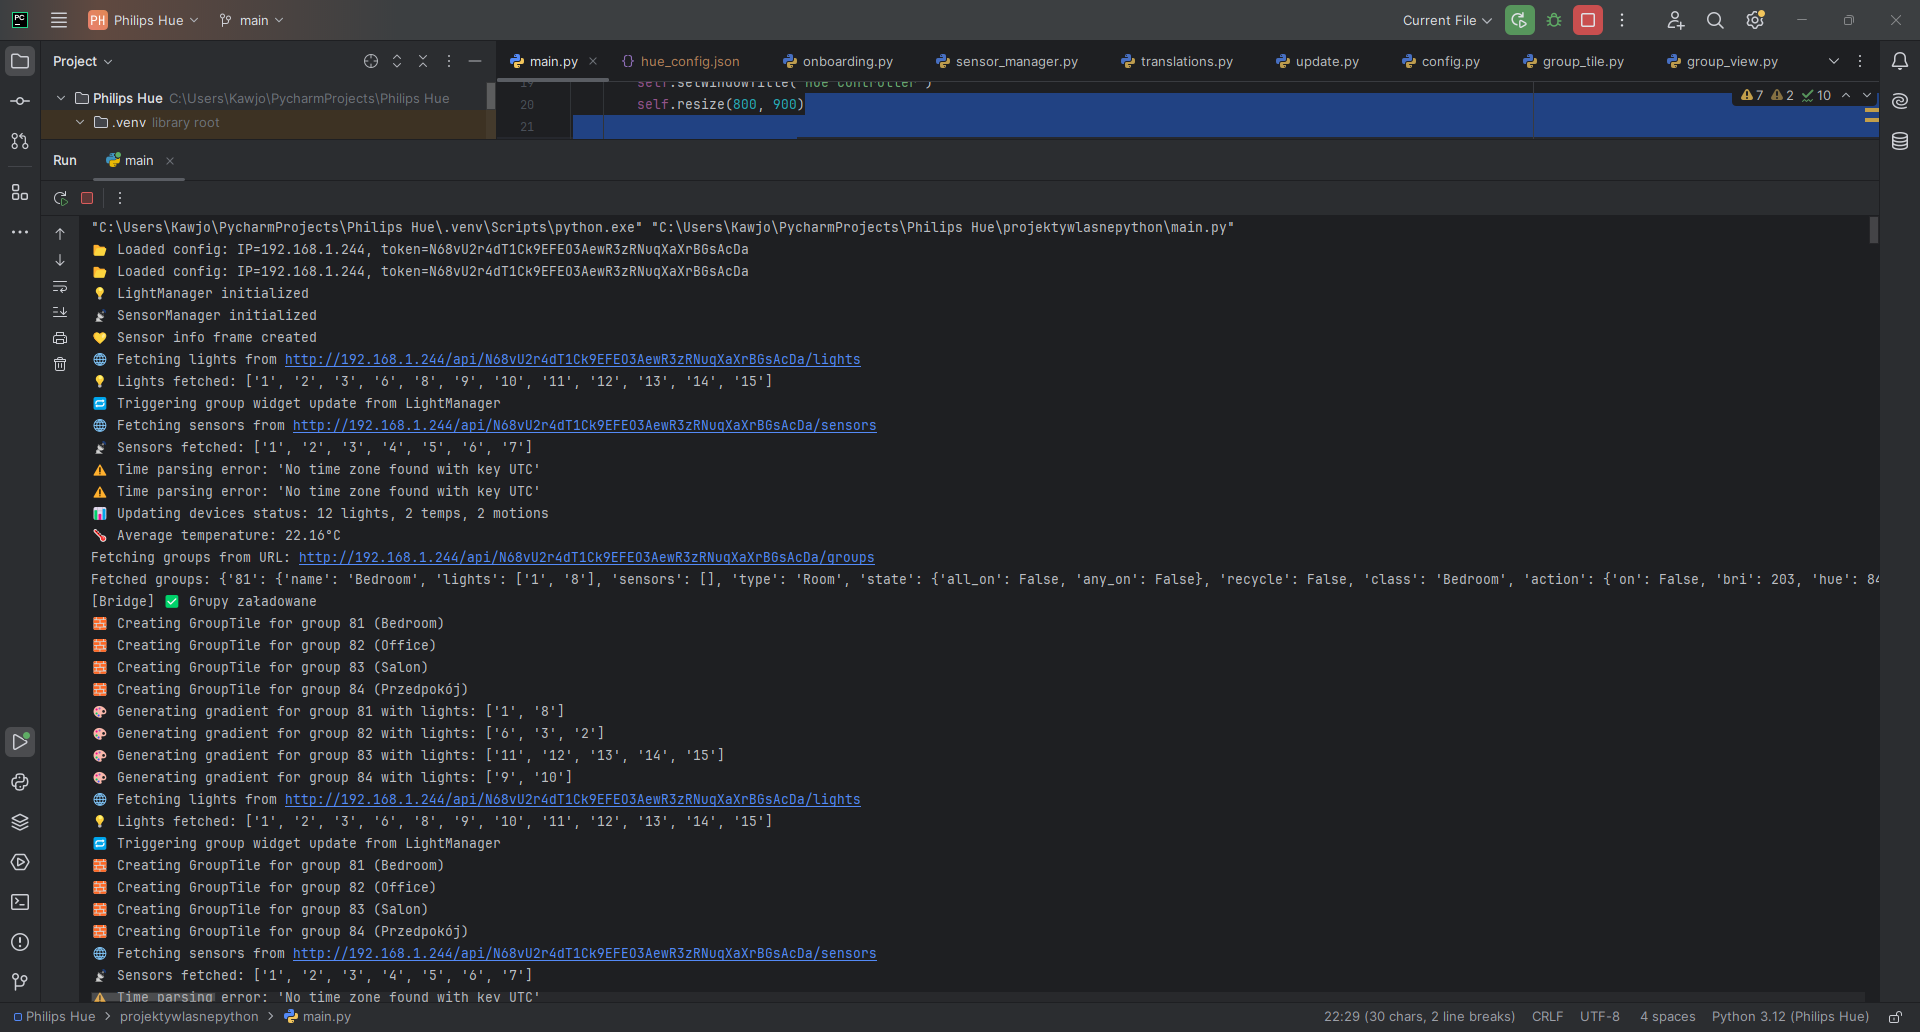 PC
PH Philips Hue main Current File
Project
main.py hue_config.json onboarding.py sensor_manager.py translations.py update.py config.py group_tile.py group_view.py
Philips Hue C:\Users\Kawjo\PycharmProjects\Philips Hue
.venv library root
19 self.setWindowTitle("Hue Controller")
20 self.resize(800, 900)
21
7 2 10
Run main
"C:\Users\Kawjo\PycharmProjects\Philips Hue\.venv\Scripts\python.exe" "C:\Users\Kawjo\PycharmProjects\Philips Hue\projektywlasnepython\main.py"
📂 Loaded config: IP=192.168.1.244, token=N68vU2r4dT1Ck9EFEO3AewR3zRNuqXaXrBGsAcDa
📂 Loaded config: IP=192.168.1.244, token=N68vU2r4dT1Ck9EFEO3AewR3zRNuqXaXrBGsAcDa
💡 LightManager initialized
📡 SensorManager initialized
💛 Sensor info frame created
🌐 Fetching lights from http://192.168.1.244/api/N68vU2r4dT1Ck9EFEO3AewR3zRNuqXaXrBGsAcDa/lights
💡 Lights fetched: ['1', '2', '3', '6', '8', '9', '10', '11', '12', '13', '14', '15']
🔁 Triggering group widget update from LightManager
🌐 Fetching sensors from http://192.168.1.244/api/N68vU2r4dT1Ck9EFEO3AewR3zRNuqXaXrBGsAcDa/sensors
📡 Sensors fetched: ['1', '2', '3', '4', '5', '6', '7']
⚠️ Time parsing error: 'No time zone found with key UTC'
⚠️ Time parsing error: 'No time zone found with key UTC'
📊 Updating devices status: 12 lights, 2 temps, 2 motions
🌡️ Average temperature: 22.16°C
Fetching groups from URL: http://192.168.1.244/api/N68vU2r4dT1Ck9EFEO3AewR3zRNuqXaXrBGsAcDa/groups
Fetched groups: {'81': {'name': 'Bedroom', 'lights': ['1', '8'], 'sensors': [], 'type': 'Room', 'state': {'all_on': False, 'any_on': False}, 'recycle': False, 'class': 'Bedroom', 'action': {'on': False, 'bri': 203, 'hue': 84
[Bridge] ✅ Grupy załadowane
🧱 Creating GroupTile for group 81 (Bedroom)
🧱 Creating GroupTile for group 82 (Office)
🧱 Creating GroupTile for group 83 (Salon)
🧱 Creating GroupTile for group 84 (Przedpokój)
🎨 Generating gradient for group 81 with lights: ['1', '8']
🎨 Generating gradient for group 82 with lights: ['6', '3', '2']
🎨 Generating gradient for group 83 with lights: ['11', '12', '13', '14', '15']
🎨 Generating gradient for group 84 with lights: ['9', '10']
🌐 Fetching lights from http://192.168.1.244/api/N68vU2r4dT1Ck9EFEO3AewR3zRNuqXaXrBGsAcDa/lights
💡 Lights fetched: ['1', '2', '3', '6', '8', '9', '10', '11', '12', '13', '14', '15']
🔁 Triggering group widget update from LightManager
🧱 Creating GroupTile for group 81 (Bedroom)
🧱 Creating GroupTile for group 82 (Office)
🧱 Creating GroupTile for group 83 (Salon)
🧱 Creating GroupTile for group 84 (Przedpokój)
🌐 Fetching sensors from http://192.168.1.244/api/N68vU2r4dT1Ck9EFEO3AewR3zRNuqXaXrBGsAcDa/sensors
📡 Sensors fetched: ['1', '2', '3', '4', '5', '6', '7']
⚠️ Time parsing error: 'No time zone found with key UTC'
Philips Hue > projektywlasnepython > main.py 22:29 (30 chars, 2 line breaks) CRLF UTF-8 4 spaces Python 3.12 (Philips Hue)